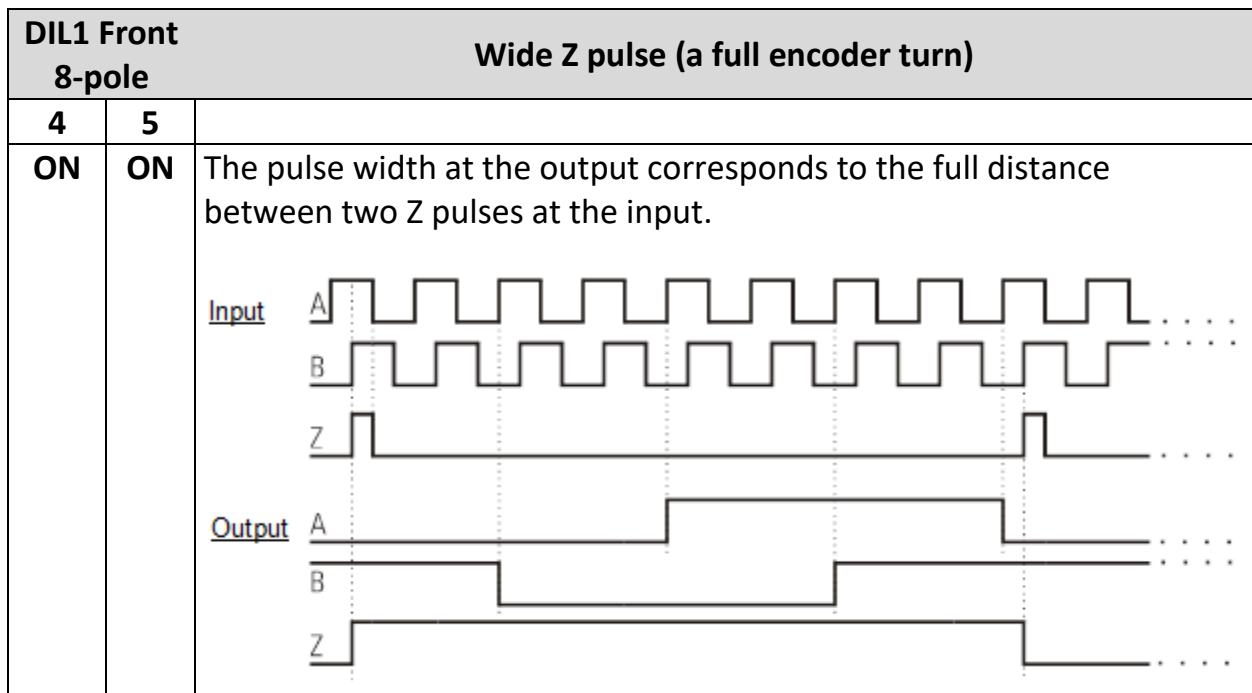 DIL1 Front
8-pole
Wide Z pulse (a full encoder turn)
4 5
ON ON The pulse width at the output corresponds to the full distance
between two Z pulses at the input.
Input A
B
Z
Output A
B
Z